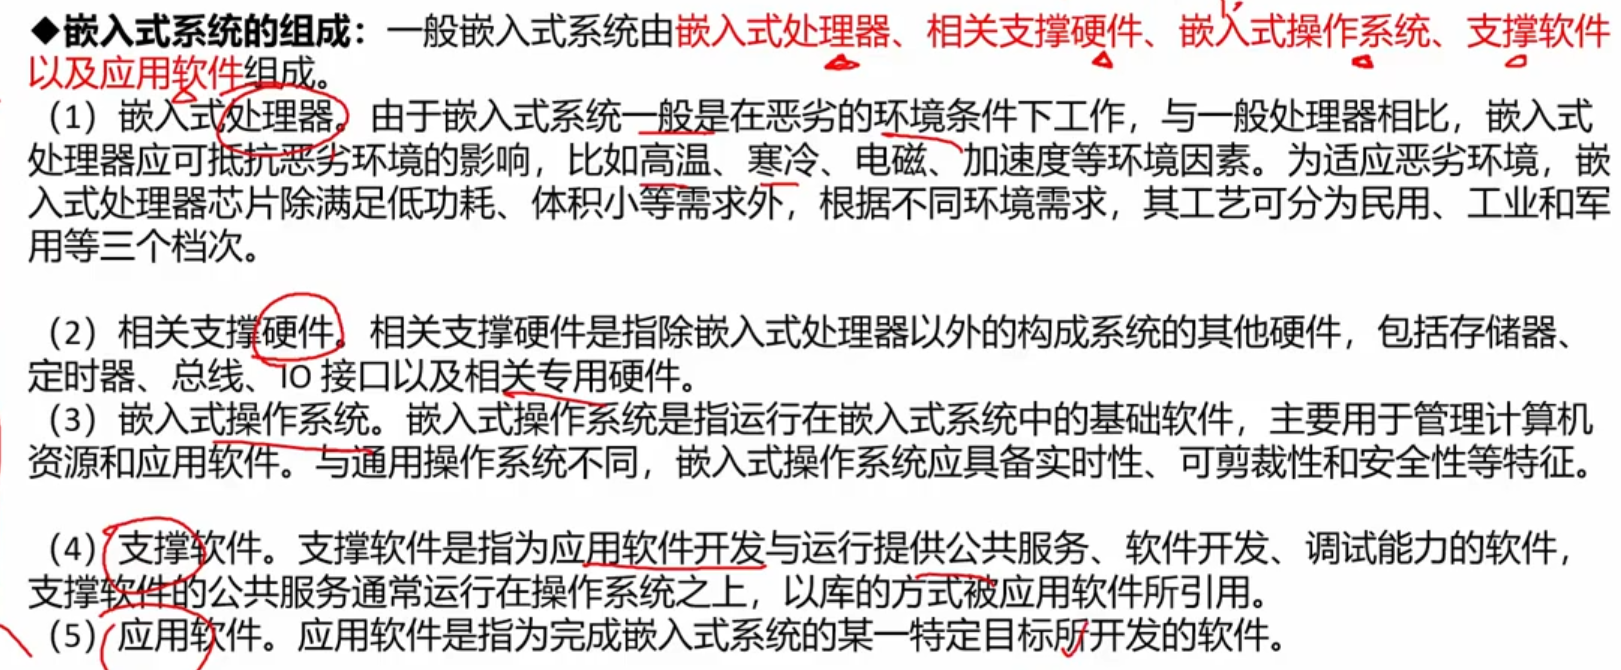 ◆嵌入式系统的组成：一般嵌入式系统由嵌入式处理器、相关支撑硬件、嵌入式操作系统、支撑软件
以及应用软件组成。
（1）嵌入式处理器。由于嵌入式系统一般是在恶劣的环境条件下工作，与一般处理器相比，嵌入式
处理器应可抵抗恶劣环境的影响，比如高温、寒冷、电磁、加速度等环境因素。为适应恶劣环境，嵌
入式处理器芯片除满足低功耗、体积小等需求外，根据不同环境需求，其工艺可分为民用、工业和军
用等三个档次。
（2）相关支撑硬件。相关支撑硬件是指除嵌入式处理器以外的构成系统的其他硬件，包括存储器、
定时器、总线、IO 接口以及相关专用硬件。
（3）嵌入式操作系统。嵌入式操作系统是指运行在嵌入式系统中的基础软件，主要用于管理计算机
资源和应用软件。与通用操作系统不同，嵌入式操作系统应具备实时性、可剪裁性和安全性等特征。
（4）支撑软件。支撑软件是指为应用软件开发与运行提供公共服务、软件开发、调试能力的软件，
支撑软件的公共服务通常运行在操作系统之上，以库的方式被应用软件所引用。
（5）应用软件。应用软件是指为完成嵌入式系统的某一特定目标所开发的软件。